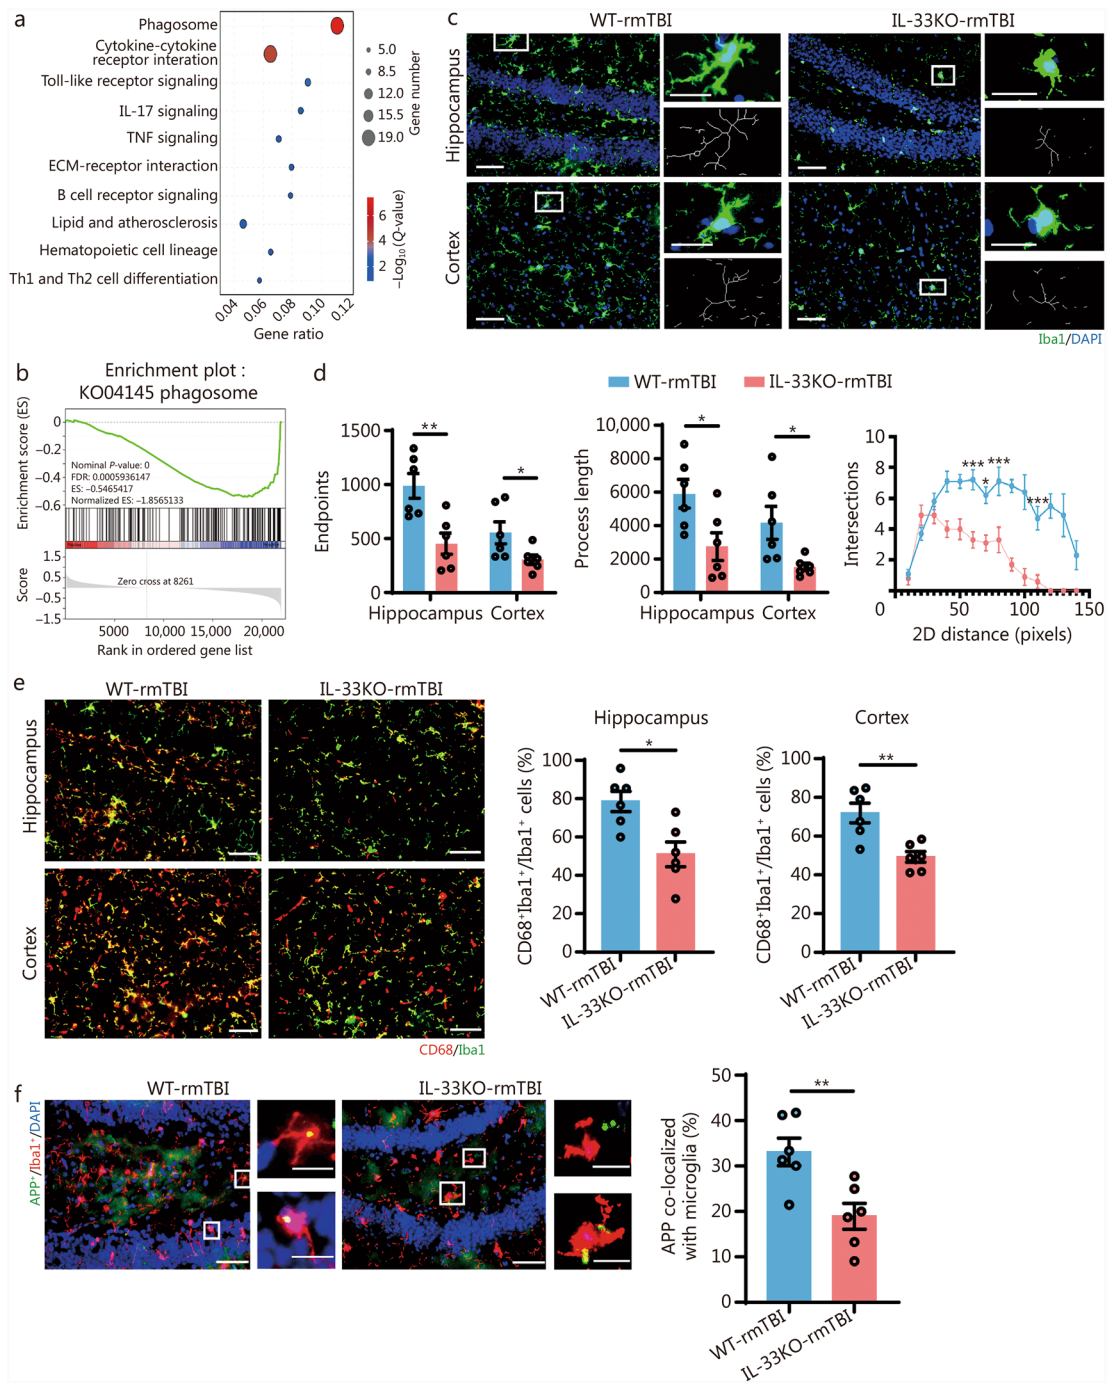 a
Phagosome
Cytokine-cytokine
receptor interation
Toll-like receptor signaling
IL-17 signaling
TNF signaling
ECM-receptor interaction
B cell receptor signaling
Lipid and atherosclerosis
Hematopoietic cell lineage
Th1 and Th2 cell differentiation
0.04 0.06 0.08 0.10 0.12
Gene ratio
5.0
8.5
12.0
15.5
19.0
Gene number
6
4
2
−Log10 (Q-value)
c
WT-rmTBI IL-33KO-rmTBI
Hippocampus
Cortex
Iba1/DAPI
b
Enrichment plot :
KO04145 phagosome
Enrichment score (ES)
0
−0.2
−0.4
−0.6
Nominal P-value: 0
FDR: 0.0005936147
ES: −0.5465417
Normalized ES: −1.8565133
Score
1.5
0.5
−0.5
−1.5
Zero cross at 8261
5000 10,000 15,000 20,000
Rank in ordered gene list
d
WT-rmTBI IL-33KO-rmTBI
Endpoints
1500
1000
500
0
** *
Hippocampus Cortex
Process length
10,000
8000
6000
4000
2000
0
* *
Hippocampus Cortex
Intersections
10
8
6
4
2
0
*** *** * ***
0 50 100 150
2D distance (pixels)
e
WT-rmTBI IL-33KO-rmTBI
Hippocampus
Cortex
CD68/Iba1
Hippocampus
CD68+Iba1+/Iba1+ cells (%)
100
80
60
40
20
0
*
WT-rmTBI
IL-33KO-rmTBI
Cortex
CD68+Iba1+/Iba1+ cells (%)
100
80
60
40
20
0
**
WT-rmTBI
IL-33KO-rmTBI
f
WT-rmTBI IL-33KO-rmTBI
APP+/Iba1+/DAPI
APP co-localized
with microglia (%)
50
40
30
20
10
0
**
WT-rmTBI
IL-33KO-rmTBI